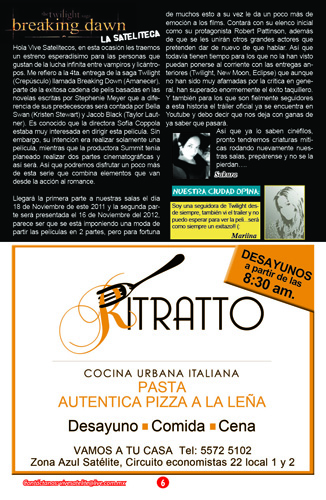 the twilight saga
breaking dawn
LA SATELITECA
Hola Vive Satelitecos, en esta ocasión les traemos
un estreno esperadísimo para las personas que
gustan de la lucha infinita entre vampiros y licántro-
pos. Me refiero a la 4ta. entrega de la saga Twilight
(Crepúsculo) llamada Breaking Down (Amanecer),
parte de la exitosa cadena de pelis basadas en las
novelas escritas por Stephenie Meyer que a dife-
rencia de sus predecesoras será contada por Bella
Swan (Kristen Stewart) y Jacob Black (Taylor Laut-
ner). Es conocido que la directora Sofia Coppola
estaba muy interesada en dirigir esta película. Sin
embargo, su intención era realizar solamente una
película, mientras que la productora Summit tenía
planeado realizar dos partes cinematográficas y
así será. Así que podremos disfrutar un poco más
de esta serie que combina elementos que van
desde la acción al romance.
Llegará la primera parte a nuestras salas el día
18 de Noviembre de este 2011 y la segunda par-
te será presentada el 16 de Noviembre del 2012,
parece ser que se está imponiendo una moda
partir las películas en 2 partes, pero para fortuna
de muchos esto a su vez le da un poco más de
emoción a los films. Contará con su elenco inicial
como su protagonista Robert Pattinson, además
de que se les unirán otros grandes actores que
pretenden dar de nuevo de que hablar. Así que
todavía tienen tiempo para los que no la han visto
puedan ponerse al corriente con las entregas an-
teriores (Twilight, New Moon, Eclipse) que aunque
no han sido muy afamadas por la critica en gene-
ral, han superado enormemente el exito taquillero.
Y también para los que son fielmente seguidores
a esta historia el tráiler oficial ya se encuentra en
Youtube y debo decir que nos deja con ganas de
ya saber que pasará.
Así que ya lo saben cinéfilos,
pronto tendremos criaturas míti-
cas rodando nuevamente nues-
tras salas, prepárense y no se la
pierdan....
Sakura
NUESTRA CIUDAD OPINA:
Soy una seguidora de Twilight des-
de siempre, también vi el trailer y no
puedo esperar para ver la peli...será
como siempre un exitazo!! (:
Mariina
DESAYUNOS
a partir de las
8:30 am.
RITRATTO
COCINA URBANA ITALIANA
PASTA
AUTENTICA PIZZA A LA LEÑA
Desayuno Comida Cena
VAMOS A TU CASA Tel: 5572 5102
Zona Azul Satélite, Circuito economistas 22 local 1 y 2
Contáctanos:vivesatelite@live.com.mx
6